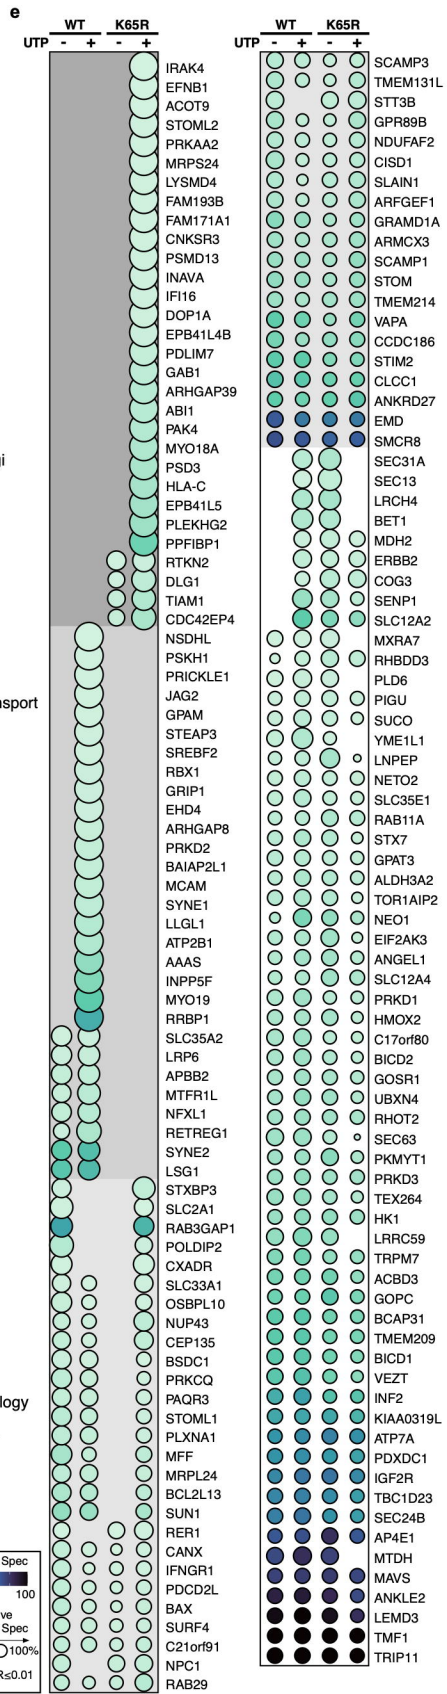 e
WT K65R
UTP - + - +
IRAK4
EFNB1
ACOT9
STOML2
PRKAA2
MRPS24
LYSMD4
FAM193B
FAM171A1
CNKSR3
PSMD13
INAVA
IFI16
DOP1A
EPB41L4B
PDLIM7
GAB1
ARHGAP39
ABI1
PAK4
MYO18A
PSD3
HLA-C
EPB41L5
PLEKHG2
PPFIBP1
RTKN2
DLG1
TIAM1
CDC42EP4
NSDHL
PSKH1
PRICKLE1
JAG2
GPAM
STEAP3
SREBF2
RBX1
GRIP1
EHD4
ARHGAP8
PRKD2
BAIAP2L1
MCAM
SYNE1
LLGL1
ATP2B1
AAAS
INPP5F
MYO19
RRBP1
SLC35A2
LRP6
APBB2
MTFR1L
NFXL1
RETREG1
SYNE2
LSG1
STXBP3
SLC2A1
RAB3GAP1
POLDIP2
CXADR
SLC33A1
OSBPL10
NUP43
CEP135
BSDC1
PRKCQ
PAQR3
STOML1
PLXNA1
MFF
MRPL24
BCL2L13
SUN1
RER1
CANX
IFNGR1
PDCD2L
BAX
SURF4
C21orf91
NPC1
RAB29
WT K65R
UTP - + - +
SCAMP3
TMEM131L
STT3B
GPR89B
NDUFAF2
CISD1
SLAIN1
ARFGEF1
GRAMD1A
ARMCX3
SCAMP1
STOM
TMEM214
VAPA
CCDC186
STIM2
CLCC1
ANKRD27
EMD
SMCR8
SEC31A
SEC13
LRCH4
BET1
MDH2
ERBB2
COG3
SENP1
SLC12A2
MXRA7
RHBDD3
PLD6
PIGU
SUCO
YME1L1
LNPEP
NETO2
SLC35E1
RAB11A
STX7
GPAT3
ALDH3A2
TOR1AIP2
NEO1
EIF2AK3
ANGEL1
SLC12A4
PRKD1
HMOX2
C17orf80
BICD2
GOSR1
UBXN4
RHOT2
SEC63
PKMYT1
PRKD3
TEX264
HK1
LRRC59
TRPM7
ACBD3
GOPC
BCAP31
TMEM209
BICD1
VEZT
INF2
KIAA0319L
ATP7A
PDXDC1
IGF2R
TBC1D23
SEC24B
AP4E1
MTDH
MAVS
ANKLE2
LEMD3
TMF1
TRIP11
gi
nsport
logy
Spec
100
ve
Spec
100%
R≤0.01